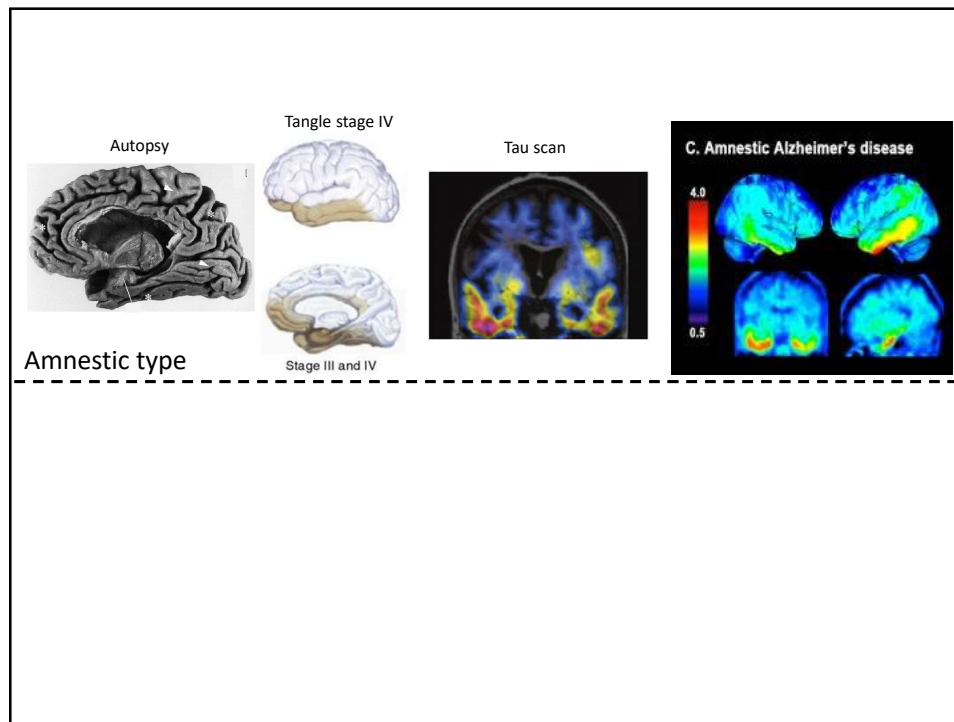 Tangle stage IV
Autopsy
Tau scan
C. Amnestic Alzheimer's disease
4.0
0.5
Stage III and IV
Amnestic type